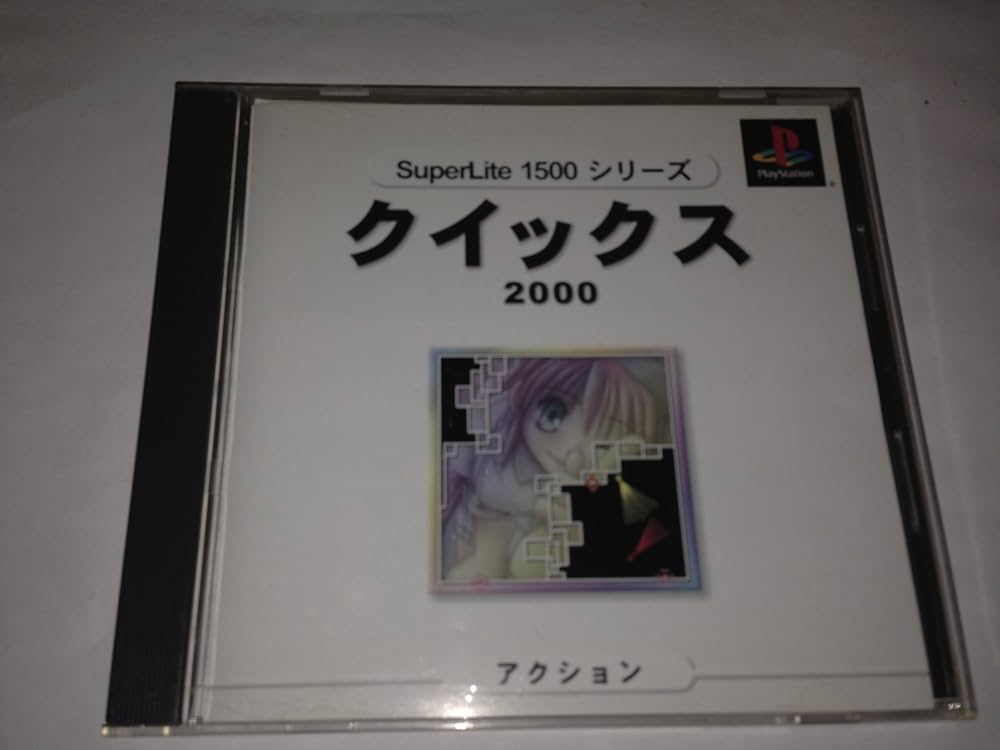 SuperLite 1500 シリーズ
PlayStation
クイックス
2000
アクション